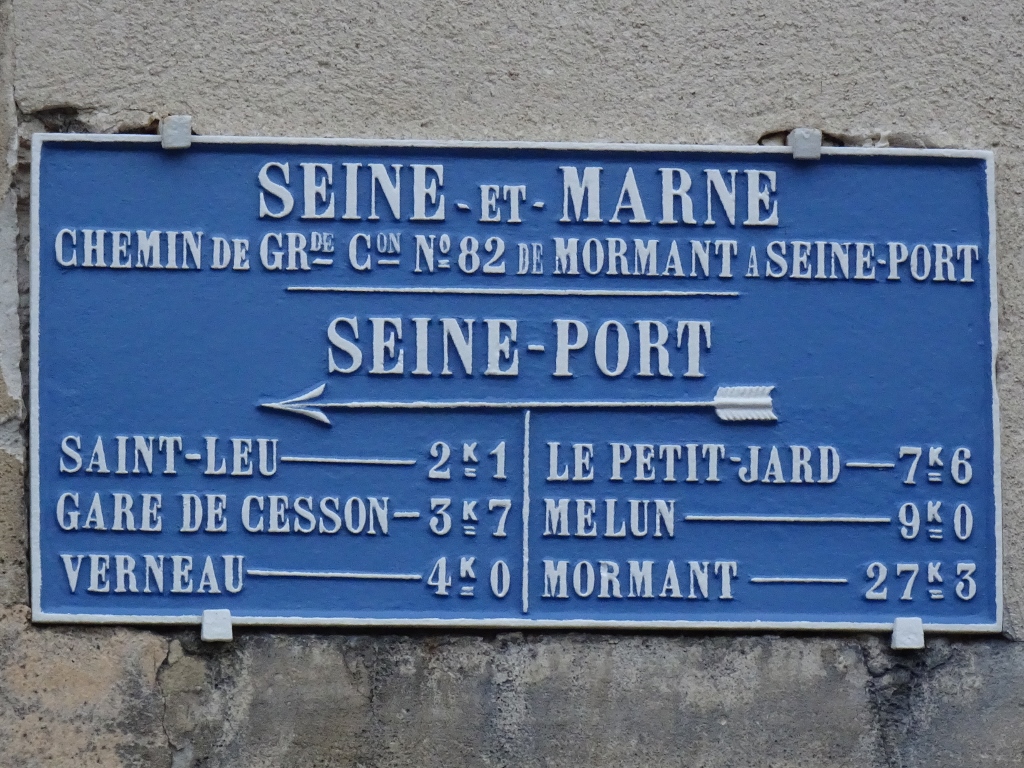 SEINE-ET-MARNE
CHEMIN DE GRDE CON No 82 DE MORMANT A SEINE-PORT
SEINE-PORT
SAINT-LEU 2K1
GARE DE CESSON 3K7
VERNEAU 4K0
LE PETIT-JARD 7K6
MELUN 9K0
MORMANT 27K3